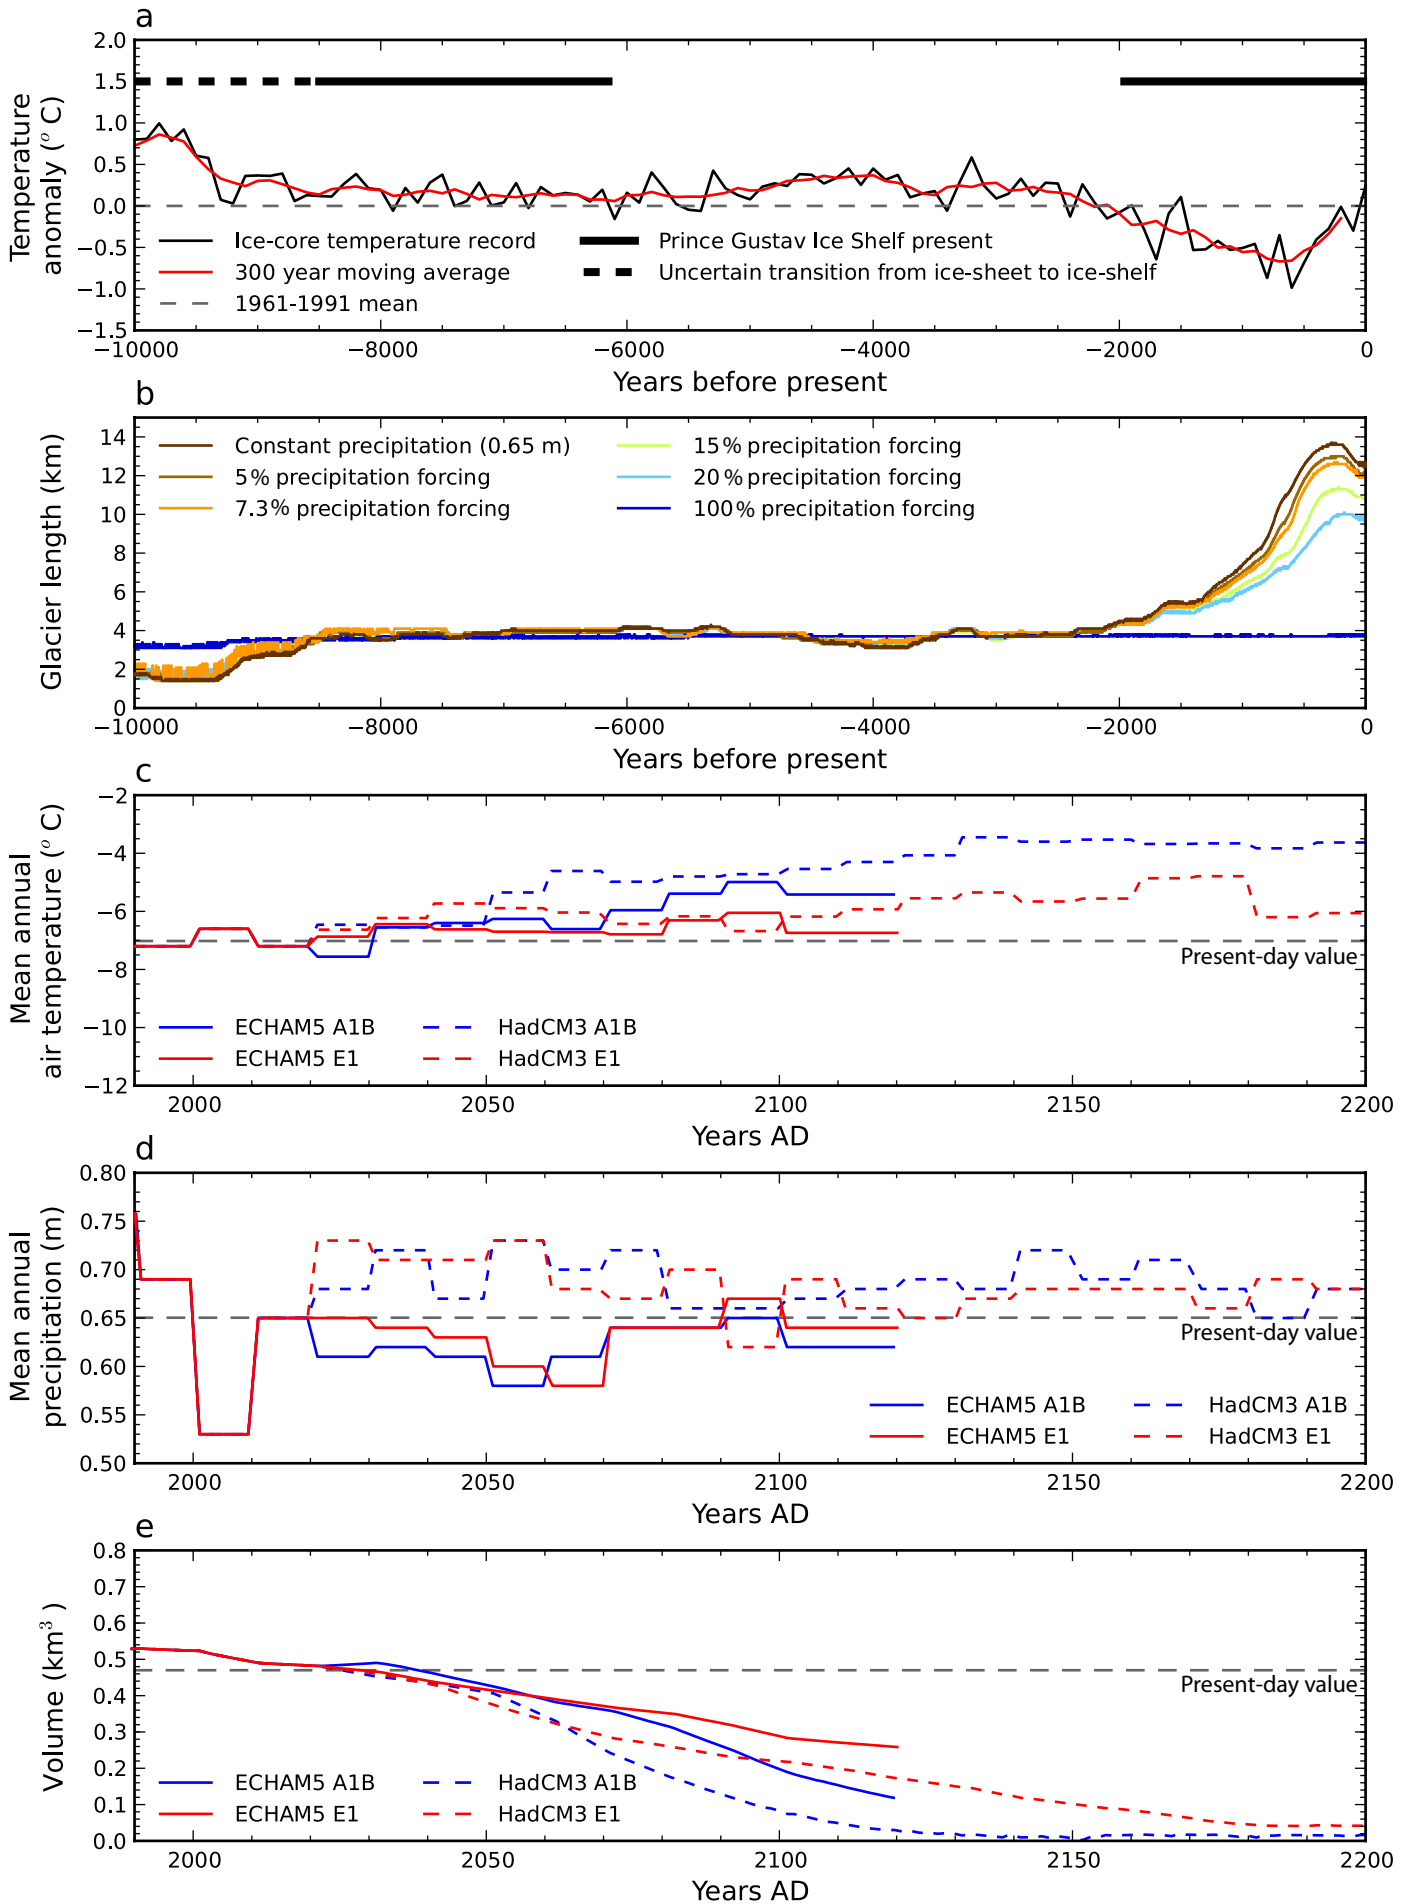 a
2.0
1.5
1.0
0.5
0.0
−0.5
−1.0
−1.5
Temperature
anomaly (° C)
Ice-core temperature record
300 year moving average
1961-1991 mean
Prince Gustav Ice Shelf present
Uncertain transition from ice-sheet to ice-shelf
−10000 −8000 −6000 −4000 −2000 0
Years before present
b
14
12
10
8
6
4
2
0
Glacier length (km)
Constant precipitation (0.65 m)
5% precipitation forcing
7.3% precipitation forcing
15% precipitation forcing
20% precipitation forcing
100% precipitation forcing
−10000 −8000 −6000 −4000 −2000 0
Years before present
c
−2
−4
−6
−8
−10
−12
Mean annual
air temperature (° C)
Present-day value
ECHAM5 A1B
ECHAM5 E1
HadCM3 A1B
HadCM3 E1
2000 2050 2100 2150 2200
Years AD
d
0.80
0.75
0.70
0.65
0.60
0.55
0.50
Mean annual
precipitation (m)
Present-day value
ECHAM5 A1B
ECHAM5 E1
HadCM3 A1B
HadCM3 E1
2000 2050 2100 2150 2200
Years AD
e
0.8
0.7
0.6
0.5
0.4
0.3
0.2
0.1
0.0
Volume (km³)
Present-day value
ECHAM5 A1B
ECHAM5 E1
HadCM3 A1B
HadCM3 E1
2000 2050 2100 2150 2200
Years AD